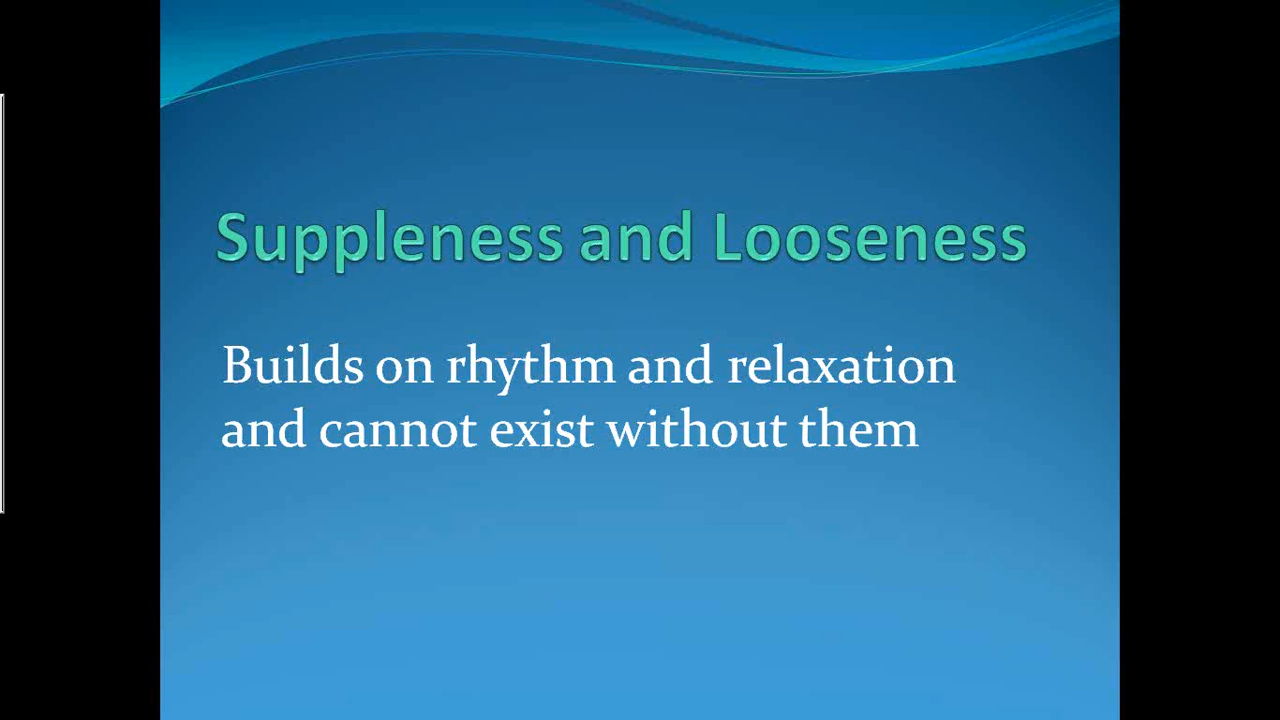 Suppleness and Looseness
Builds on rhythm and relaxation
and cannot exist without them